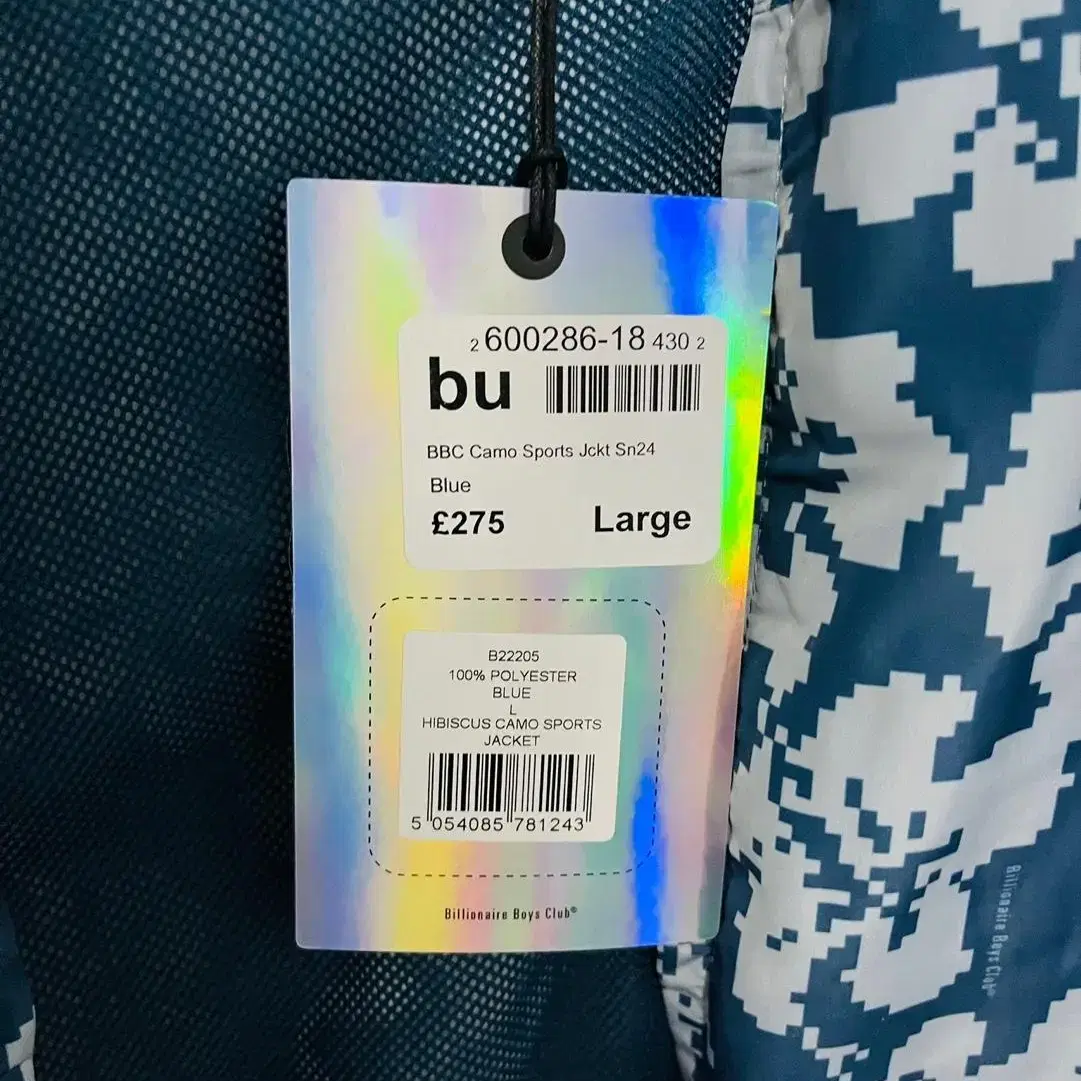 2 600286-18 430 2
bu
BBC Camo Sports Jckt Sn24
Blue
£275 Large
B22205
100% POLYESTER
BLUE
L
HIBISCUS CAMO SPORTS
JACKET
5 054085 781243
Billionaire Boys Club®
Billionaire Boys Club®